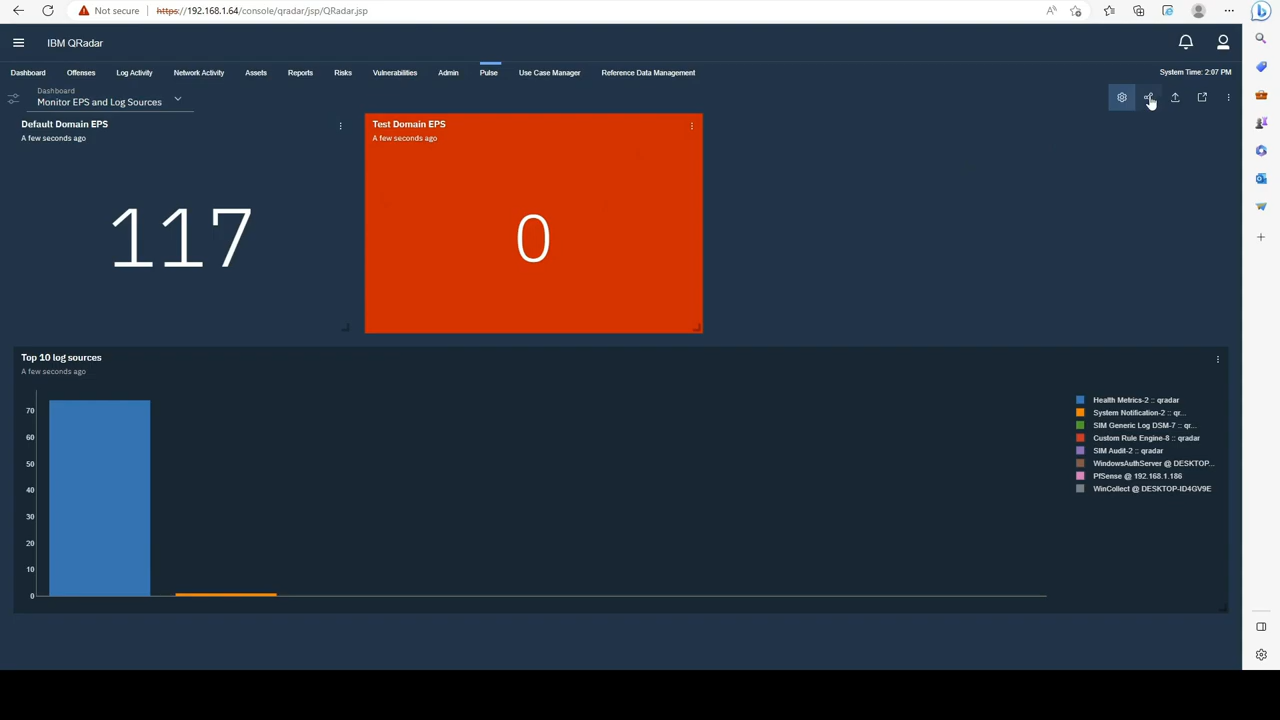 Not secure
https://192.168.1.64/console/qradar/jsp/QRadar.jsp
IBM QRadar
Dashboard Offenses Log Activity Network Activity Assets Reports Risks Vulnerabilities Admin Pulse Use Case Manager Reference Data Management System Time: 2:07 PM
Dashboard
Monitor EPS and Log Sources
Default Domain EPS
A few seconds ago
117
Test Domain EPS
A few seconds ago
0
Top 10 log sources
A few seconds ago
70
60
50
40
30
20
10
0
Health Metrics-2 :: qradar
System Notification-2 :: qr...
SIM Generic Log DSM-7 :: qr...
Custom Rule Engine-8 :: qradar
SIM Audit-2 :: qradar
WindowsAuthServer @ DESKTOP...
PfSense @ 192.168.1.186
WinCollect @ DESKTOP-ID4GV9E